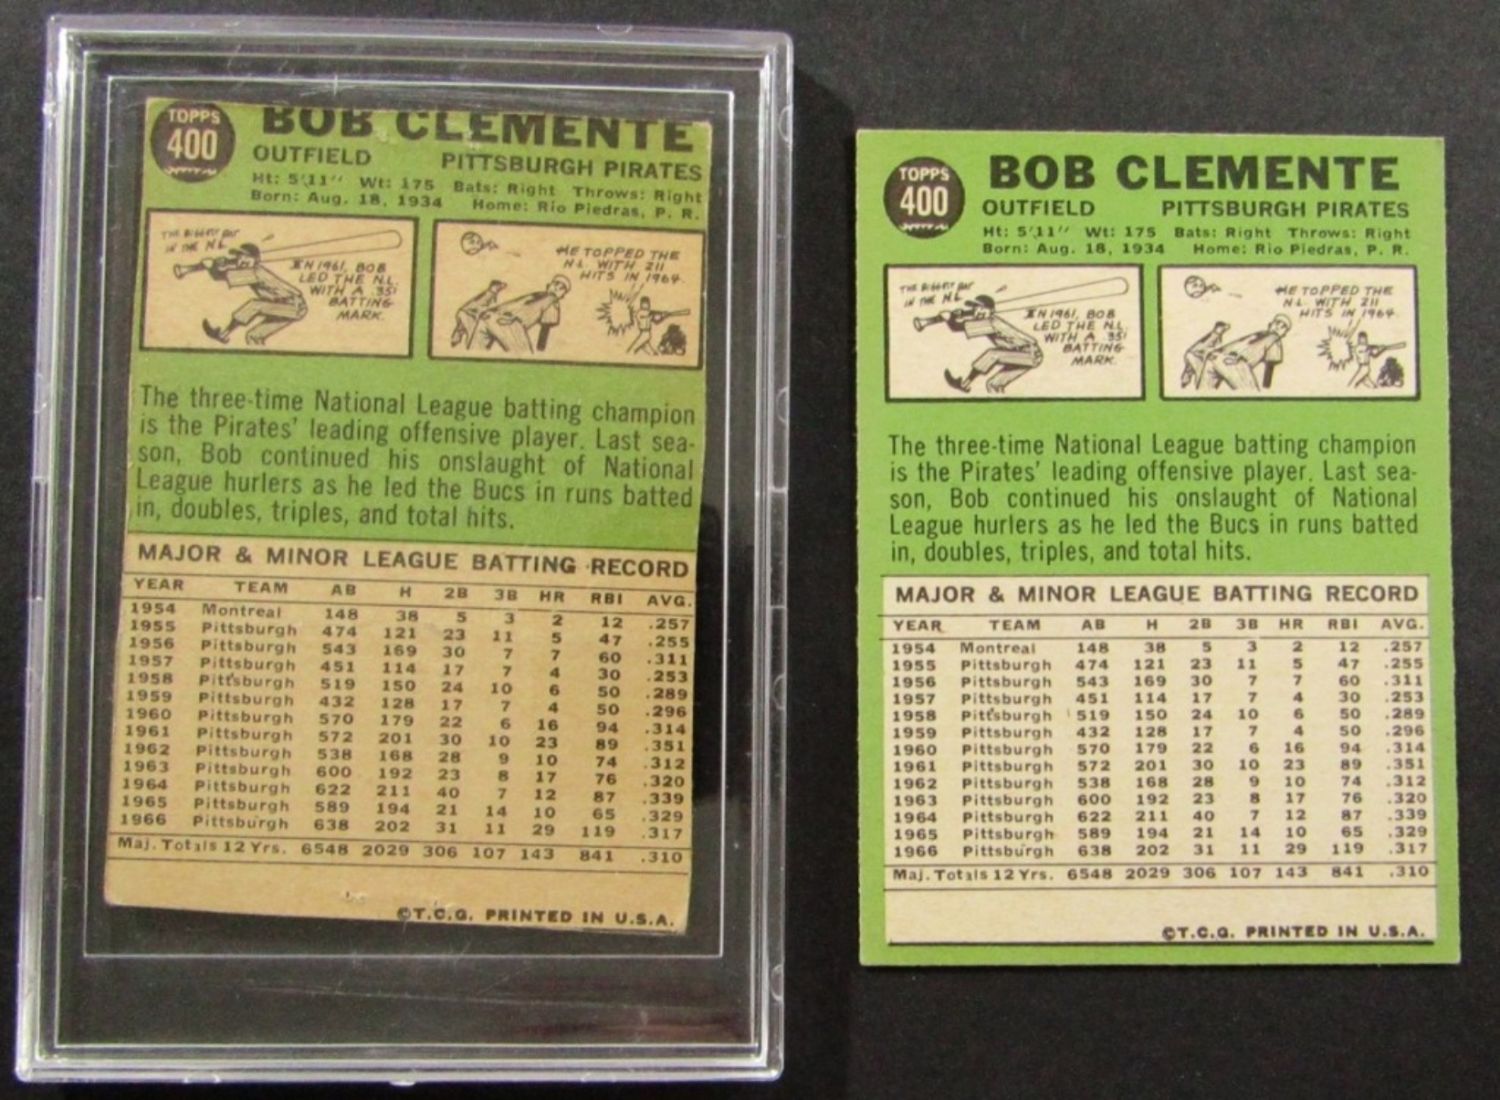 TOPPS
400
BOB CLEMENTE
OUTFIELD PITTSBURGH PIRATES
Ht: 5'11" Wt: 175 Bats: Right Throws: Right
Born: Aug. 18, 1934 Home: Rio Piedras, P. R.
THE BIGGEST BAT
IN THE N.L.
IN 1961, BOB
LED THE N.L.
WITH A .351
BATTING
MARK.
HE TOPPED THE
N.L. WITH 211
HITS IN 1964.
The three-time National League batting champion
is the Pirates' leading offensive player. Last sea-
son, Bob continued his onslaught of National
League hurlers as he led the Bucs in runs batted
in, doubles, triples, and total hits.
MAJOR & MINOR LEAGUE BATTING RECORD
YEAR TEAM AB H 2B 3B HR RBI AVG.
1954 Montreal 148 38 5 3 2 12 .257
1955 Pittsburgh 474 121 23 11 5 47 .255
1956 Pittsburgh 543 169 30 7 7 60 .311
1957 Pittsburgh 451 114 17 7 4 30 .253
1958 Pittsburgh 519 150 24 10 6 50 .289
1959 Pittsburgh 432 128 17 7 4 50 .296
1960 Pittsburgh 570 179 22 6 16 94 .314
1961 Pittsburgh 572 201 30 10 23 89 .351
1962 Pittsburgh 538 168 28 9 10 74 .312
1963 Pittsburgh 600 192 23 8 17 76 .320
1964 Pittsburgh 622 211 40 7 12 87 .339
1965 Pittsburgh 589 194 21 14 10 65 .329
1966 Pittsburgh 638 202 31 11 29 119 .317
Maj. Totals 12 Yrs. 6548 2029 306 107 143 841 .310
©T.C.G. PRINTED IN U.S.A.
TOPPS
400
BOB CLEMENTE
OUTFIELD PITTSBURGH PIRATES
Ht: 5'11" Wt: 175 Bats: Right Throws: Right
Born: Aug. 18, 1934 Home: Rio Piedras, P. R.
THE BIGGEST BAT
IN THE N.L.
IN 1961, BOB
LED THE N.L.
WITH A .351
BATTING
MARK.
HE TOPPED THE
N.L. WITH 211
HITS IN 1964.
The three-time National League batting champion
is the Pirates' leading offensive player. Last sea-
son, Bob continued his onslaught of National
League hurlers as he led the Bucs in runs batted
in, doubles, triples, and total hits.
MAJOR & MINOR LEAGUE BATTING RECORD
YEAR TEAM AB H 2B 3B HR RBI AVG.
1954 Montreal 148 38 5 3 2 12 .257
1955 Pittsburgh 474 121 23 11 5 47 .255
1956 Pittsburgh 543 169 30 7 7 60 .311
1957 Pittsburgh 451 114 17 7 4 30 .253
1958 Pittsburgh 519 150 24 10 6 50 .289
1959 Pittsburgh 432 128 17 7 4 50 .296
1960 Pittsburgh 570 179 22 6 16 94 .314
1961 Pittsburgh 572 201 30 10 23 89 .351
1962 Pittsburgh 538 168 28 9 10 74 .312
1963 Pittsburgh 600 192 23 8 17 76 .320
1964 Pittsburgh 622 211 40 7 12 87 .339
1965 Pittsburgh 589 194 21 14 10 65 .329
1966 Pittsburgh 638 202 31 11 29 119 .317
Maj. Totals 12 Yrs. 6548 2029 306 107 143 841 .310
©T.C.G. PRINTED IN U.S.A.